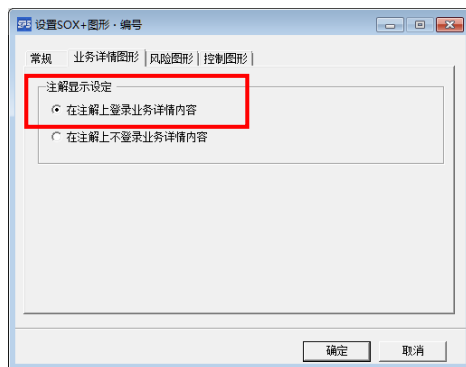 SPS 设置SOX+图形·编号
常规 业务详情图形 风险图形 控制图形
注解显示设定
在注解上登录业务详情内容
在注解上不登录业务详情内容
确定 取消